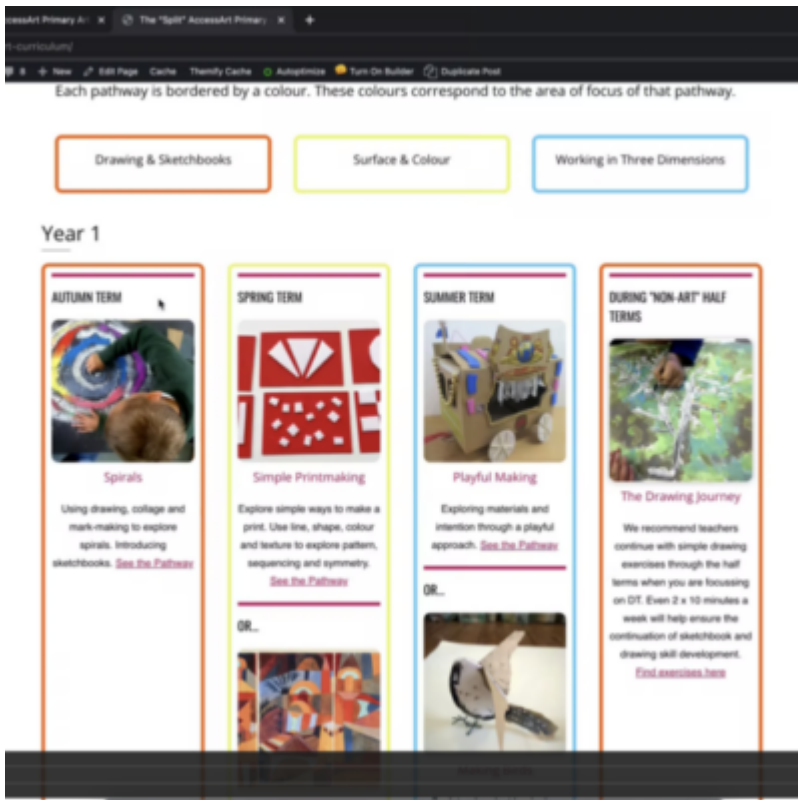 The "Split" AccessArt Primary
8 + New Edit Page Cache Themify Cache Autoptimize Turn On Builder Duplicate Post
Each pathway is bordered by a colour. These colours correspond to the area of focus of that pathway.
Drawing & Sketchbooks
Surface & Colour
Working in Three Dimensions
Year 1
AUTUMN TERM
Spirals
Using drawing, collage and
mark-making to explore
spirals. Introducing
sketchbooks. See the Pathway
SPRING TERM
Simple Printmaking
Explore simple ways to make a
print. Use line, shape, colour
and texture to explore pattern,
sequencing and symmetry.
See the Pathway
OR...
SUMMER TERM
Playful Making
Exploring materials and
intention through a playful
approach. See the Pathway
OR...
Making Birds
DURING "NON-ART" HALF
TERMS
The Drawing Journey
We recommend teachers
continue with simple drawing
exercises through the half
terms when you are focussing
on DT. Even 2 x 10 minutes a
week will help ensure the
continuation of sketchbook and
drawing skill development.
Find exercises here